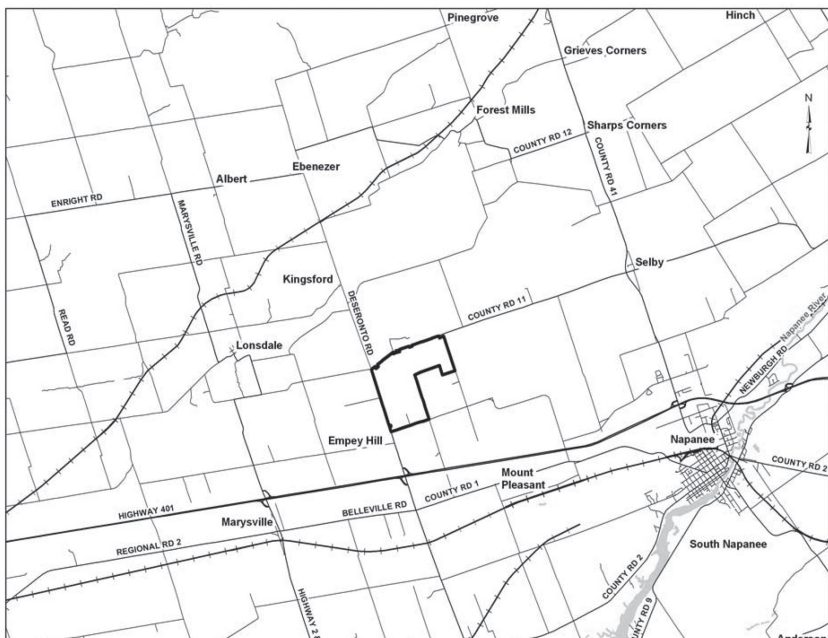 Pinegrove
Hinch
Grieves Corners
N
Forest Mills
Sharps Corners
COUNTY RD 12
COUNTY RD 41
Ebenezer
Albert
ENRIGHT RD
MARYSVILLE RD
Selby
Kingsford
DESERONTO RD
COUNTY RD 11
Napanee River
READ RD
Lonsdale
NEWBURGH RD
Empey Hill
Napanee
COUNTY RD 2
Mount
Pleasant
COUNTY RD 1
BELLEVILLE RD
HIGHWAY 401
Marysville
REGIONAL RD 2
South Napanee
COUNTY RD 2
HIGHWAY 2
COUNTY RD 9